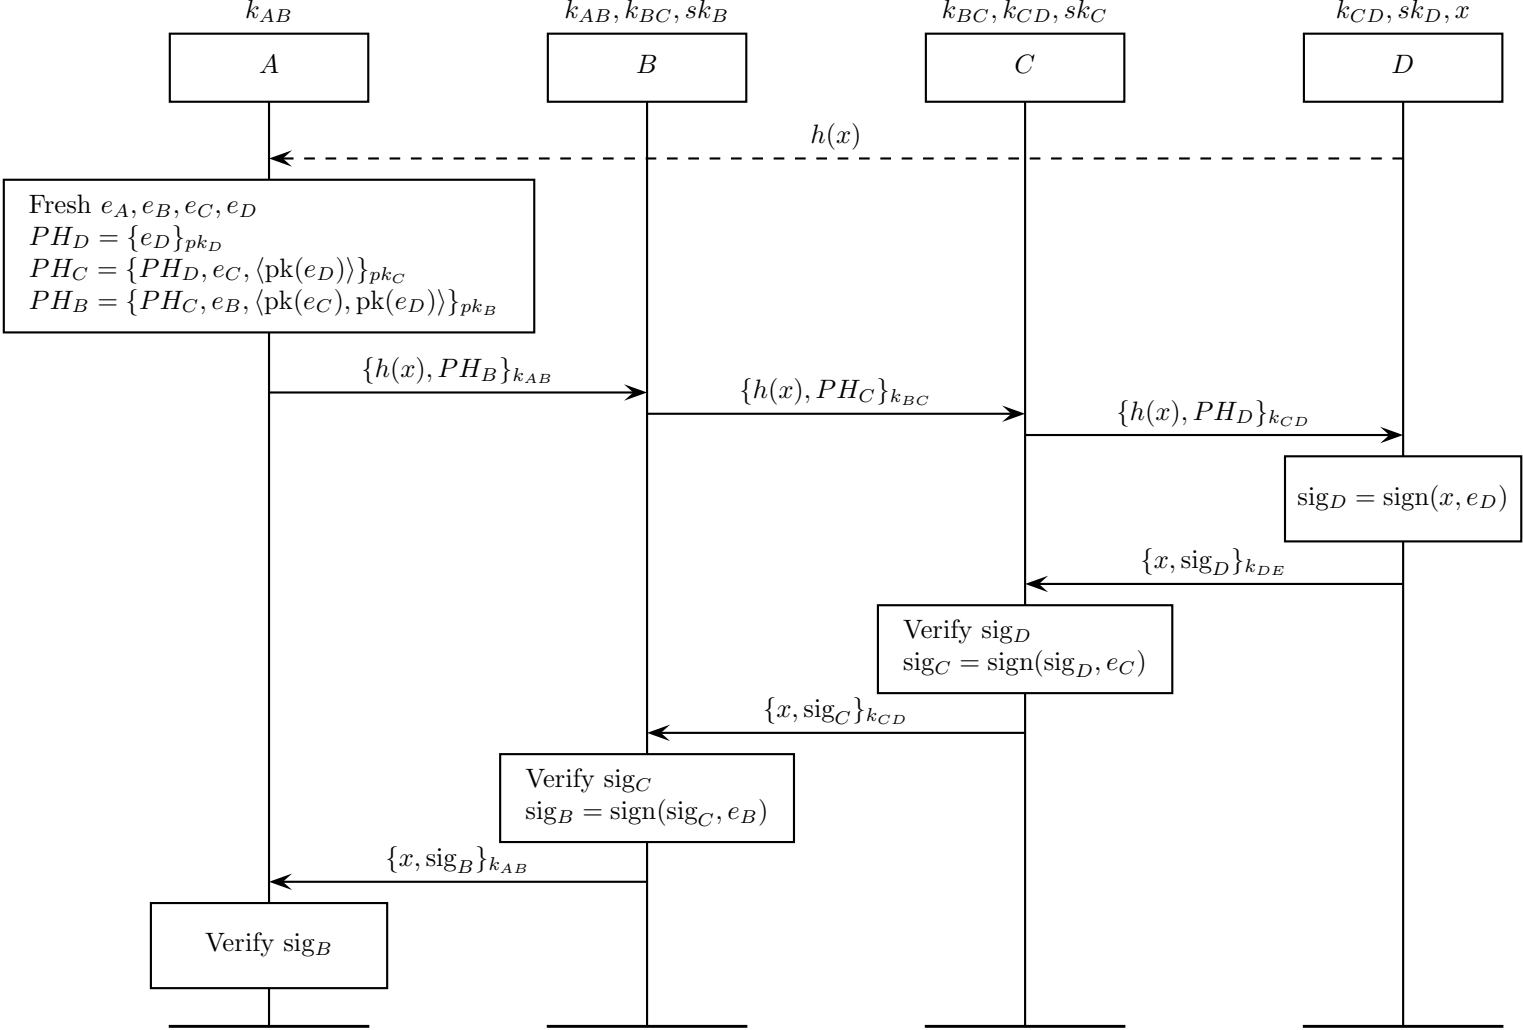 k_{AB}
k_{AB}, k_{BC}, sk_B
k_{BC}, k_{CD}, sk_C
k_{CD}, sk_D, x
A
B
C
D
h(x)
Fresh e_A, e_B, e_C, e_D
PH_D = {e_D}_{pk_D}
PH_C = {PH_D, e_C, ⟨pk(e_D)⟩}_{pk_C}
PH_B = {PH_C, e_B, ⟨pk(e_C), pk(e_D)⟩}_{pk_B}
{h(x), PH_B}_{k_{AB}}
{h(x), PH_C}_{k_{BC}}
{h(x), PH_D}_{k_{CD}}
sig_D = sign(x, e_D)
{x, sig_D}_{k_{DE}}
Verify sig_D
sig_C = sign(sig_D, e_C)
{x, sig_C}_{k_{CD}}
Verify sig_C
sig_B = sign(sig_C, e_B)
{x, sig_B}_{k_{AB}}
Verify sig_B